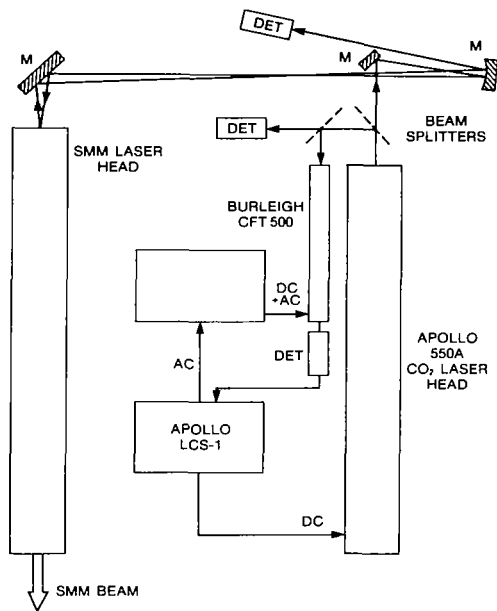 DET
M
M
M
DET
BEAM
SPLITTERS
SMM LASER
HEAD
BURLEIGH
CFT 500
DC
+AC
DET
AC
APOLLO
550A
CO₂ LASER
HEAD
APOLLO
LCS-1
DC
SMM BEAM